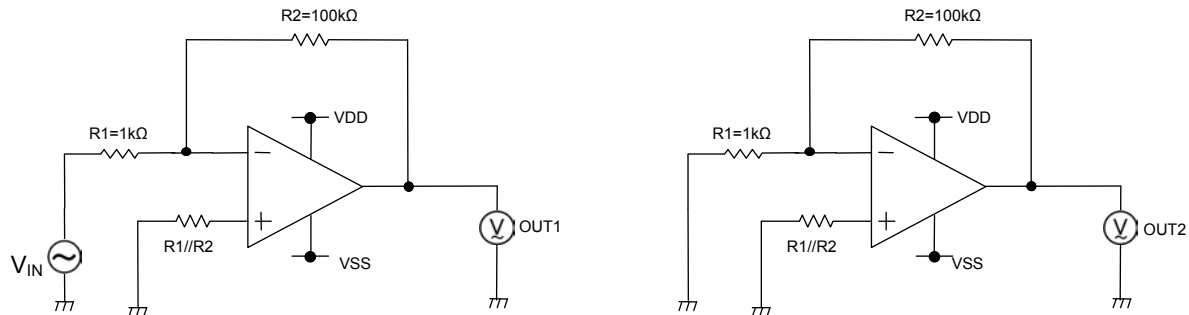 R2=100kΩ
VDD
R1=1kΩ
R1//R2
VSS
OUT1
VIN
R2=100kΩ
VDD
R1=1kΩ
R1//R2
VSS
OUT2